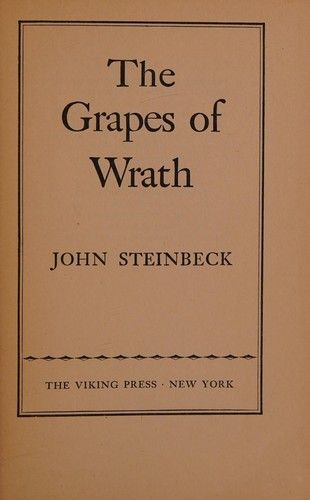 The
Grapes of
Wrath
JOHN STEINBECK
THE VIKING PRESS · NEW YORK